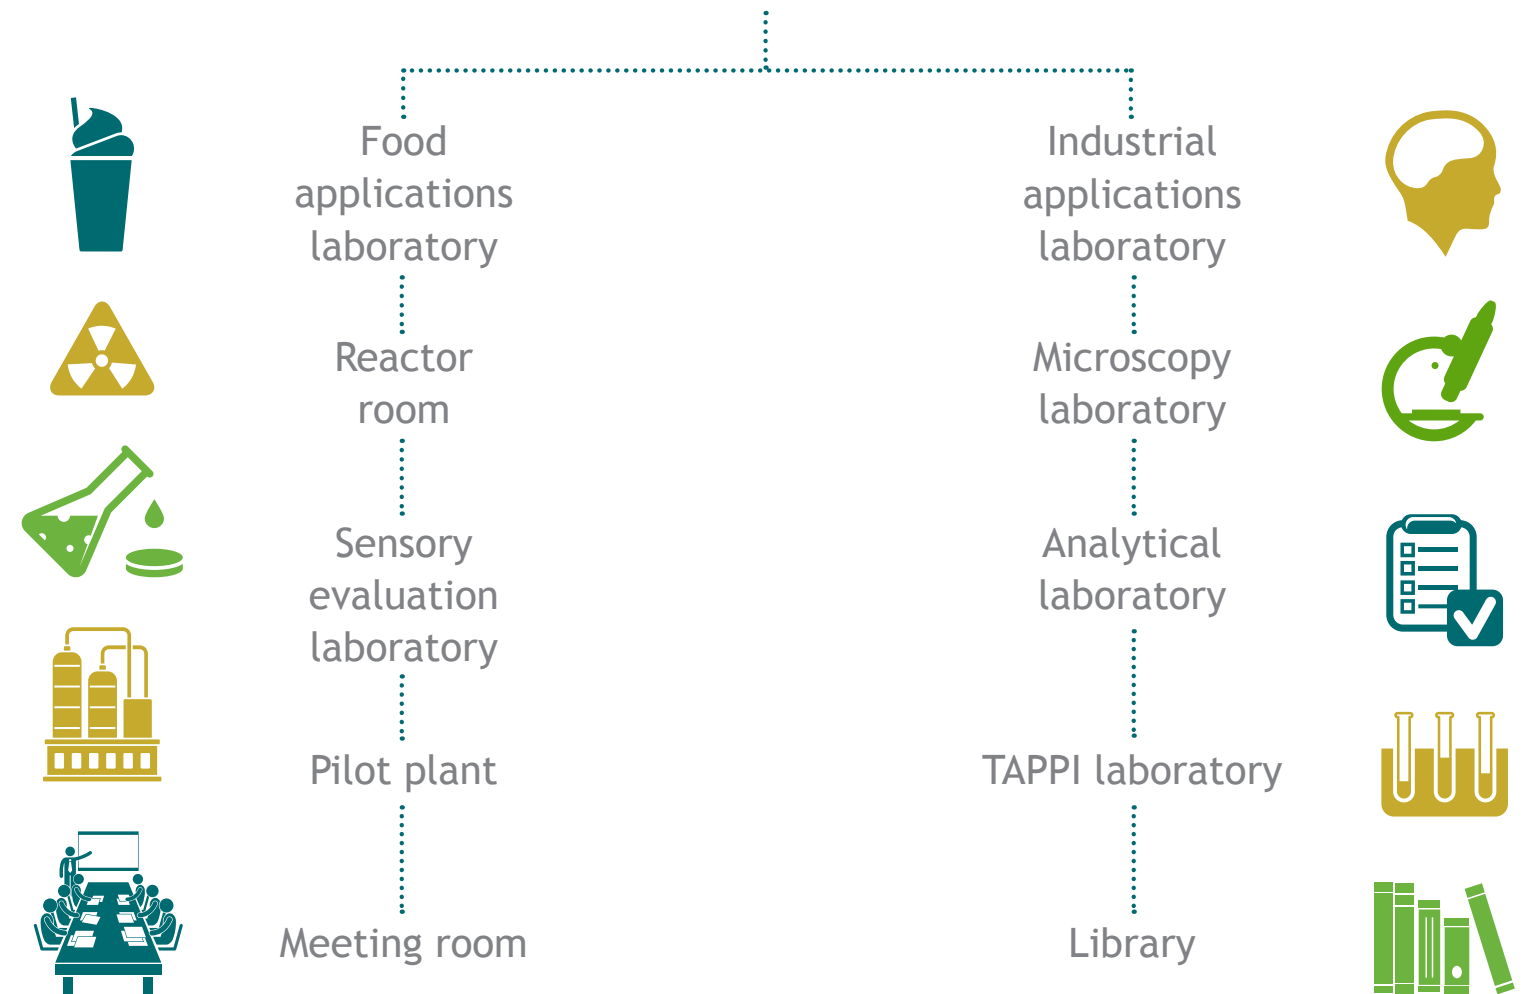 Food
applications
laboratory
Reactor
room
Sensory
evaluation
laboratory
Pilot plant
Meeting room
Industrial
applications
laboratory
Microscopy
laboratory
Analytical
laboratory
TAPPI laboratory
Library